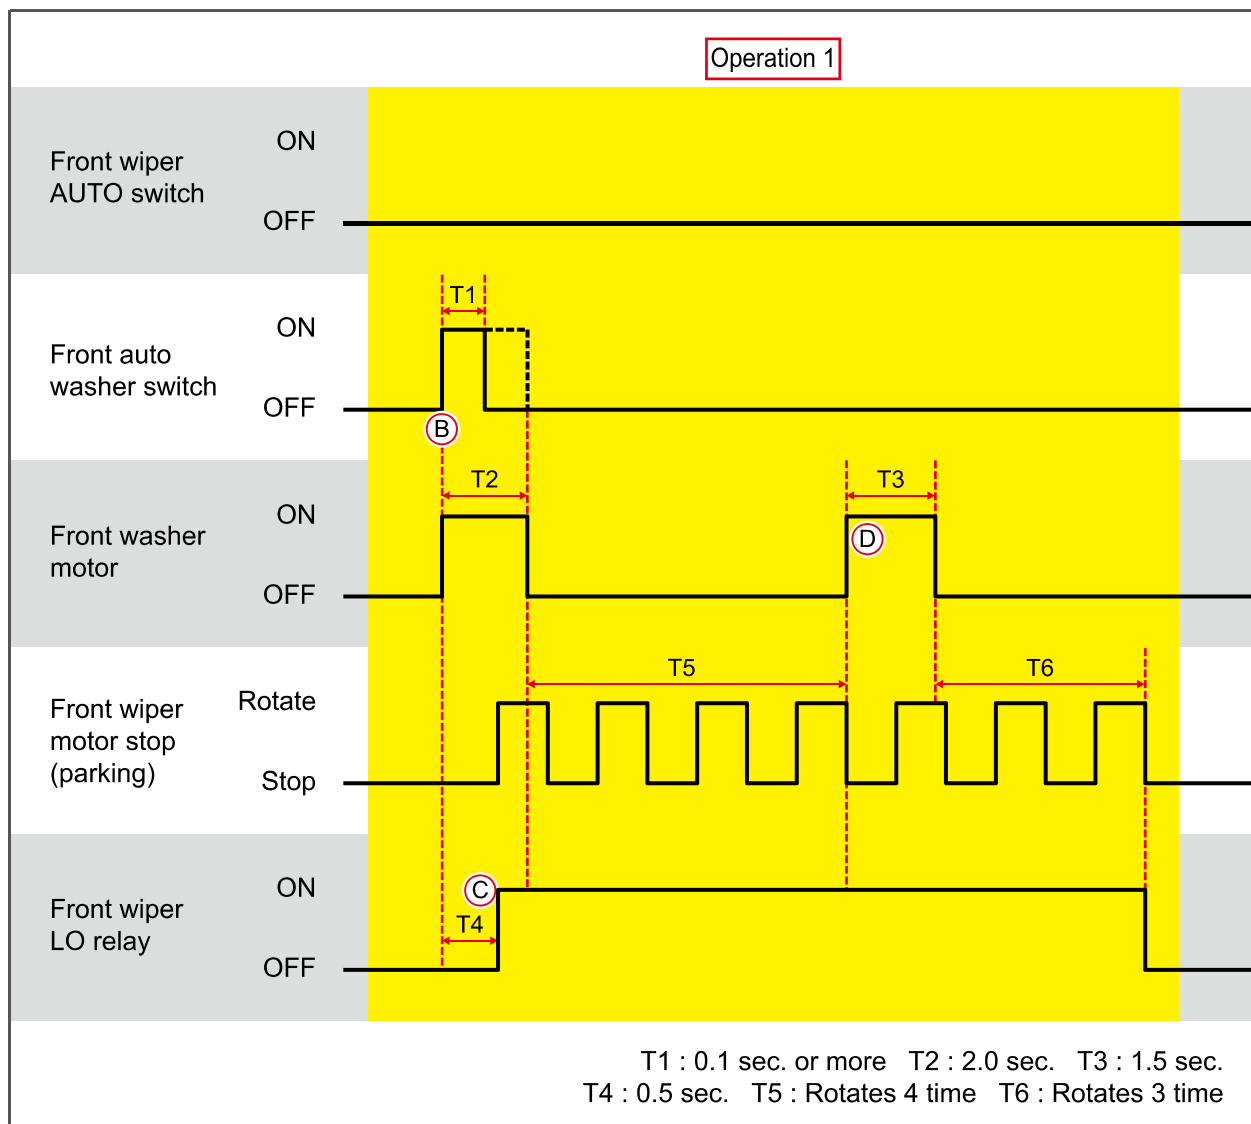 Operation 1
Front wiper
AUTO switch
ON
OFF
T1
Front auto
washer switch
ON
OFF
B
T2
T3
Front washer
motor
ON
OFF
D
T5
T6
Front wiper
motor stop
(parking)
Rotate
Stop
Front wiper
LO relay
ON
OFF
C
T4
T1 : 0.1 sec. or more T2 : 2.0 sec. T3 : 1.5 sec.
T4 : 0.5 sec. T5 : Rotates 4 time T6 : Rotates 3 time